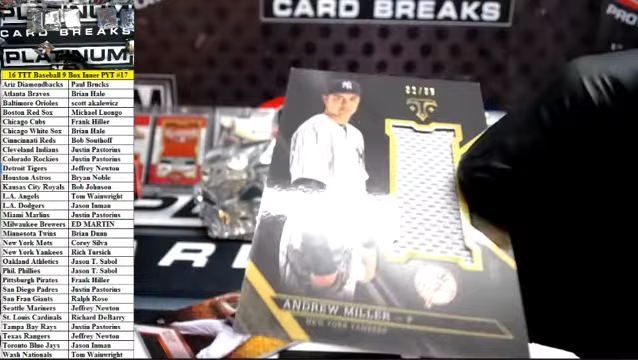 CARD BREAKS
PLATINUM
CARD BREAKS
PLATINUM
16 TTT Baseball 9 Box Inner PYT #17
Ariz Diamondbacks Paul Brucks
Atlanta Braves Brian Hale
Baltimore Orioles scott akalewicz
Boston Red Sox Michael Luongo
Chicago Cubs Frank Hiller
Chicago White Sox Brian Hale
Cincinnati Reds Bob Southoff
Cleveland Indians Justin Pastorius
Colorado Rockies Justin Pastorius
Detroit Tigers Jeffrey Newton
Houston Astros Bryan Noble
Kansas City Royals Bob Johnson
L.A. Angels Tom Wainwright
L.A. Dodgers Jason Inman
Miami Marlins Justin Pastorius
Milwaukee Brewers ED MARTIN
Minnesota Twins Brian Dunn
New York Mets Corey Silva
New York Yankees Rich Tursich
Oakland Athletics Jason T. Sabol
Phil. Phillies Jason T. Sabol
Pittsburgh Pirates Frank Hiller
San Diego Padres Justin Pastorius
San Fran Giants Ralph Rose
Seattle Mariners Jeffrey Newton
St. Louis Cardinals Richard DeBarry
Tampa Bay Rays Justin Pastorius
Texas Rangers Jeffrey Newton
Toronto Blue Jays Jason Inman
Wash Nationals Tom Wainwright
ANDREW MILLER - P
NEW YORK YANKEES